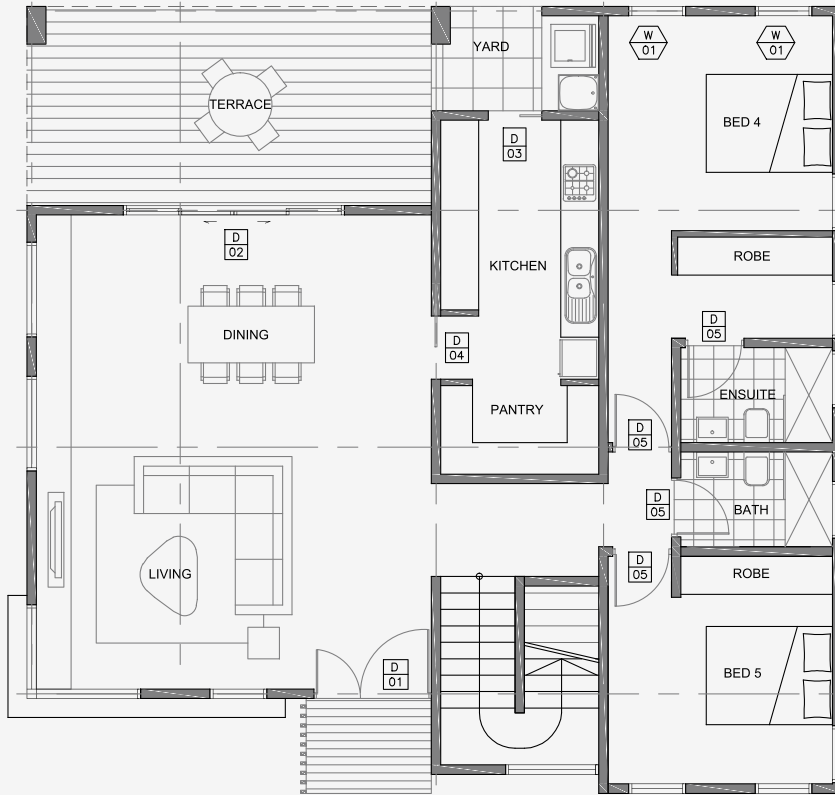 YARD
W
01
W
01
TERRACE
BED 4
D
03
D
02
KITCHEN
ROBE
DINING
D
04
D
05
ENSUITE
PANTRY
D
05
D
05
BATH
LIVING
D
05
ROBE
D
01
BED 5